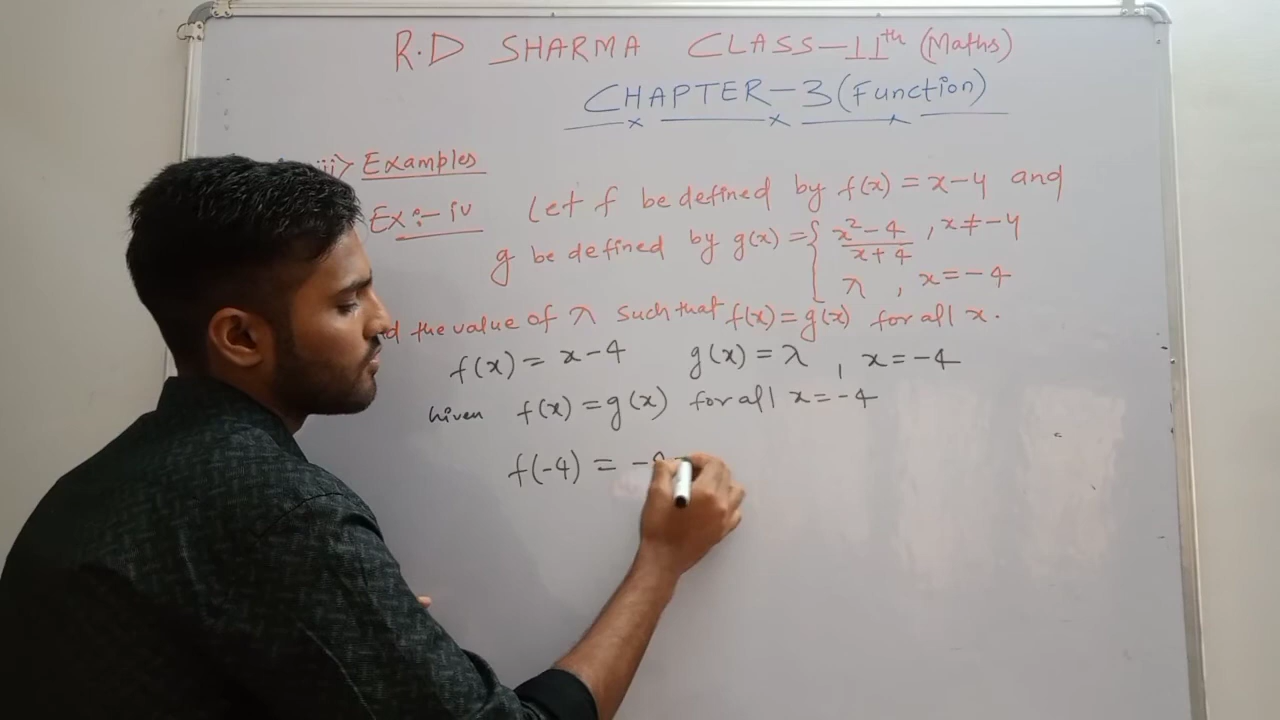 R.D SHARMA CLASS-11th (Maths)
CHAPTER-3 (Function)
iii> Examples
Ex:- iv Let f be defined by f(x) = x-4 and
g be defined by g(x) = { x²-4/x+4 , x≠-4
λ , x=-4
the value of λ such that f(x)=g(x) for all x.
f(x) = x-4 g(x) = λ , x=-4
Given f(x) = g(x) for all x=-4
f(-4) = -